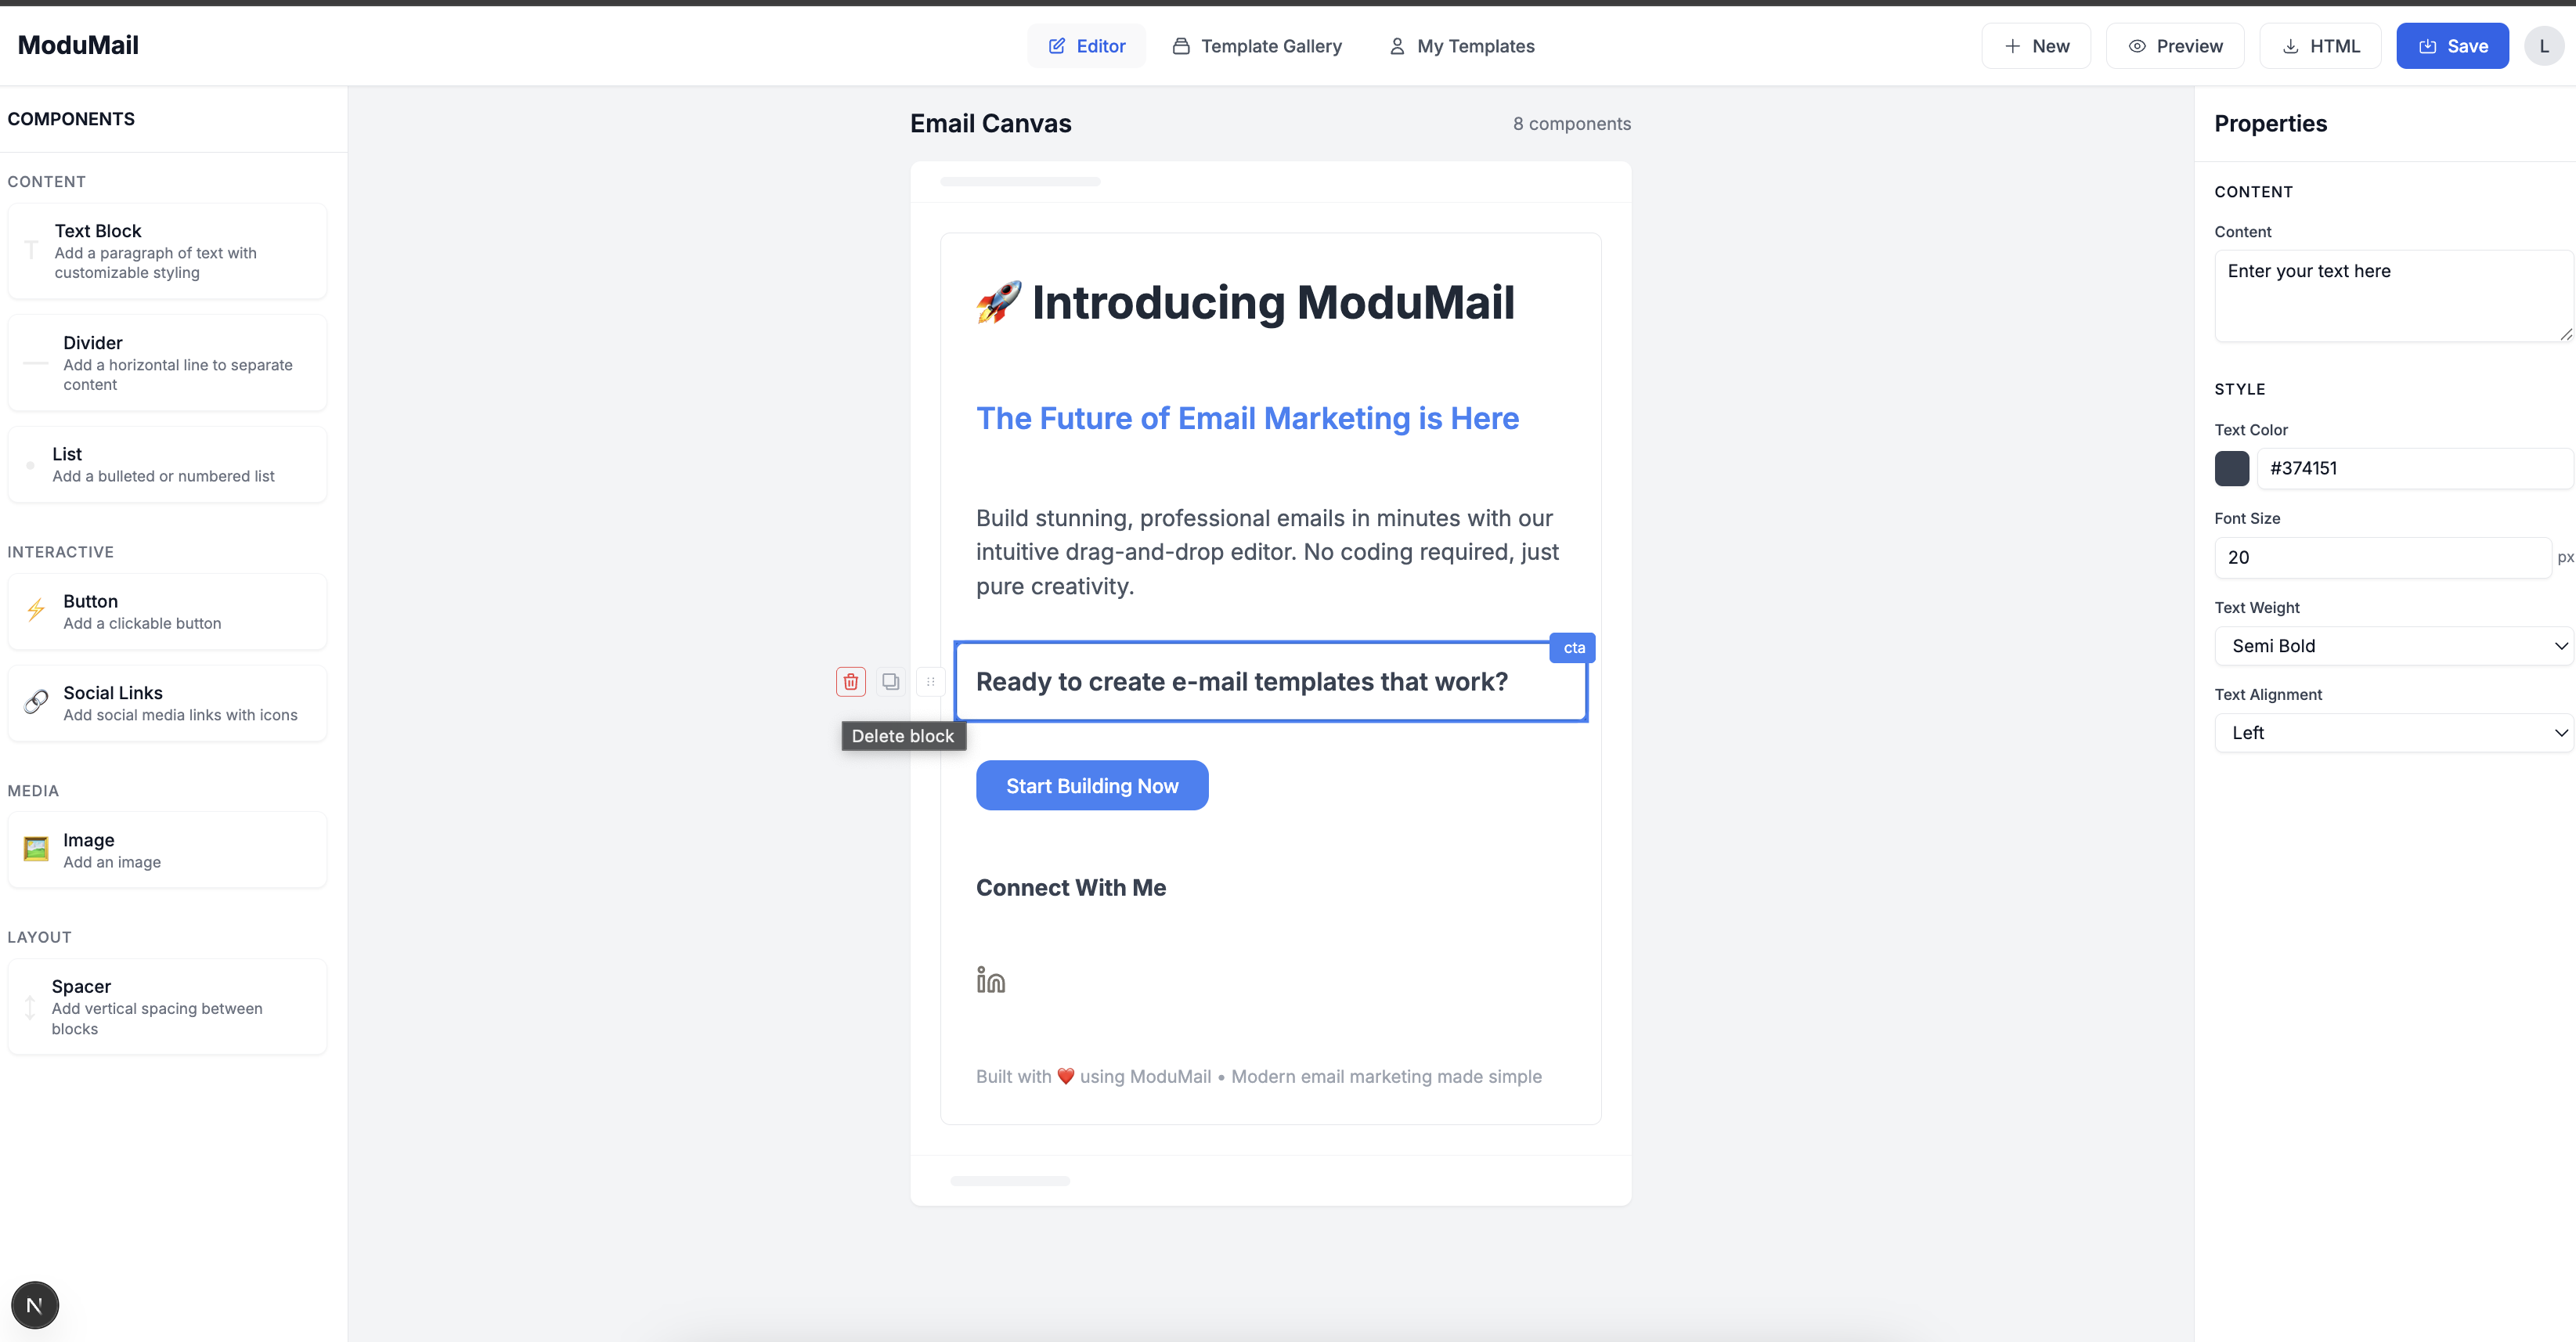 ModuMail
Editor
Template Gallery
My Templates
New
Preview
HTML
Save
L
COMPONENTS
CONTENT
Text Block
Add a paragraph of text with
customizable styling
Divider
Add a horizontal line to separate
content
List
Add a bulleted or numbered list
INTERACTIVE
Button
Add a clickable button
Social Links
Add social media links with icons
MEDIA
Image
Add an image
LAYOUT
Spacer
Add vertical spacing between
blocks
N
Email Canvas
8 components
🚀 Introducing ModuMail
The Future of Email Marketing is Here
Build stunning, professional emails in minutes with our
intuitive drag-and-drop editor. No coding required, just
pure creativity.
cta
Ready to create e-mail templates that work?
Delete block
Start Building Now
Connect With Me
in
Built with ❤️ using ModuMail • Modern email marketing made simple
Properties
CONTENT
Content
Enter your text here
STYLE
Text Color
#374151
Font Size
20
px
Text Weight
Semi Bold
Text Alignment
Left